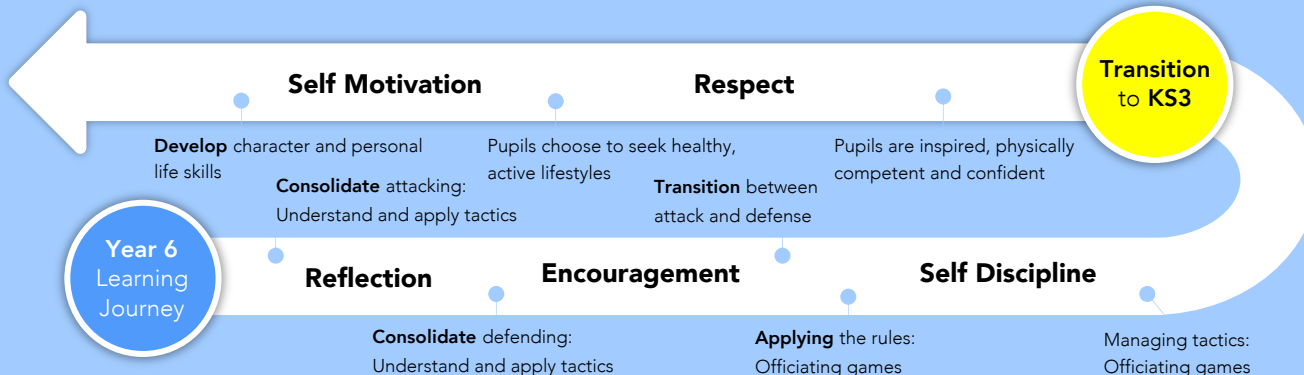 Self Motivation
Respect
Transition
to KS3
Develop character and personal
life skills
Pupils choose to seek healthy,
active lifestyles
Pupils are inspired, physically
competent and confident
Consolidate attacking:
Understand and apply tactics
Transition between
attack and defense
Year 6
Learning
Journey
Reflection
Encouragement
Self Discipline
Consolidate defending:
Understand and apply tactics
Applying the rules:
Officiating games
Managing tactics:
Officiating games